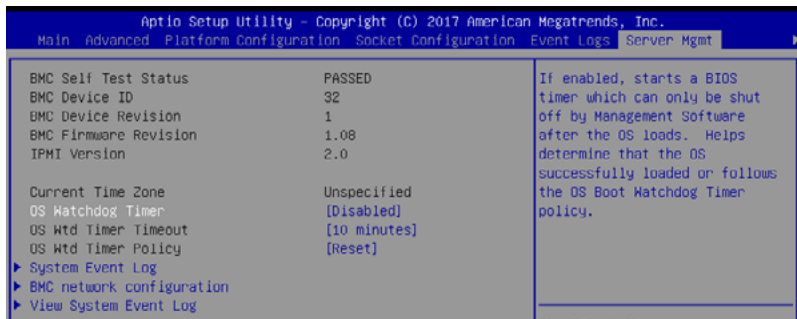 Aptio Setup Utility – Copyright (C) 2017 American Megatrends, Inc.
Main Advanced Platform Configuration Socket Configuration Event Logs Server Mgmt
BMC Self Test Status PASSED
BMC Device ID 32
BMC Device Revision 1
BMC Firmware Revision 1.08
IPMI Version 2.0
Current Time Zone Unspecified
OS Watchdog Timer [Disabled]
OS Wtd Timer Timeout [10 minutes]
OS Wtd Timer Policy [Reset]
System Event Log
BMC network configuration
View System Event Log
If enabled, starts a BIOS
timer which can only be shut
off by Management Software
after the OS loads. Helps
determine that the OS
successfully loaded or follows
the OS Boot Watchdog Timer
policy.